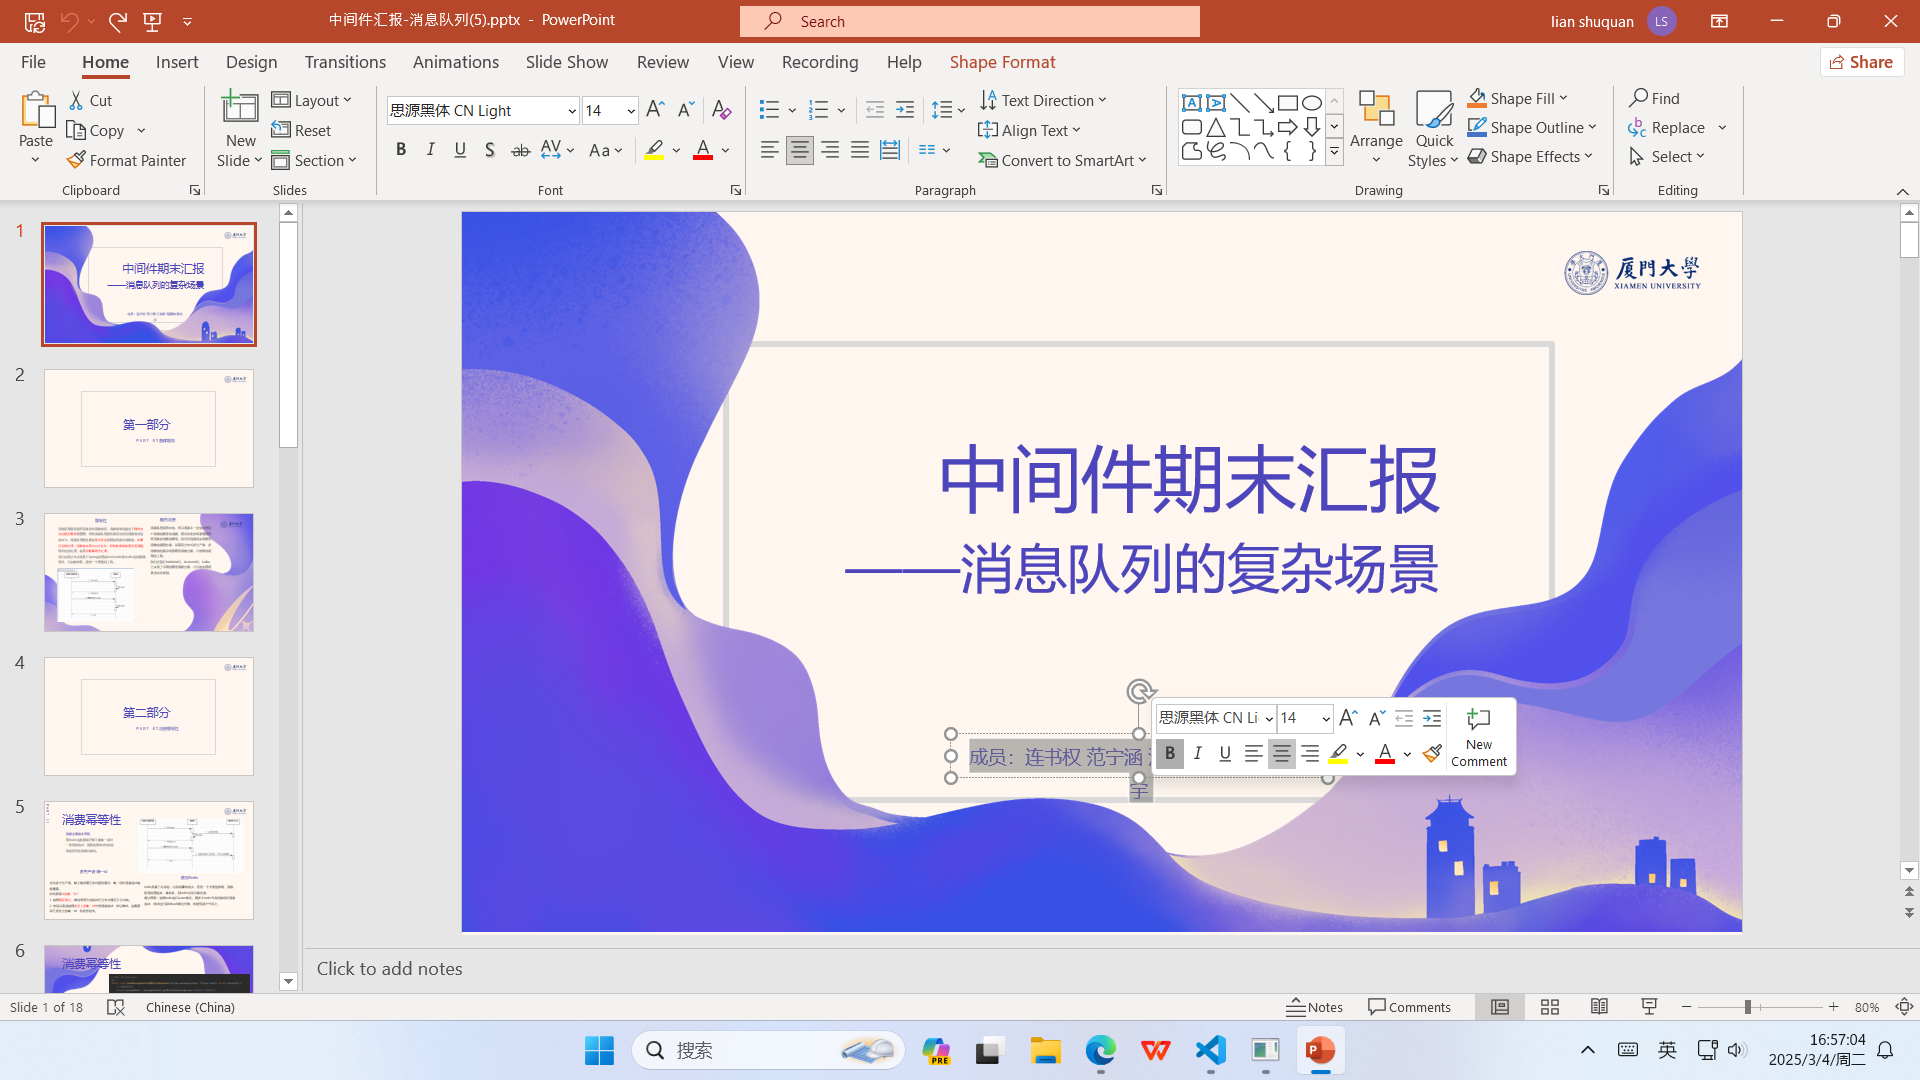 中间件汇报-消息队列(5).pptx - PowerPoint
Search
lian shuquan
LS
File
Home
Insert
Design
Transitions
Animations
Slide Show
Review
View
Recording
Help
Shape Format
Share
Paste
Cut
Copy
Format Painter
Clipboard
New Slide
Layout
Reset
Section
Slides
思源黑体 CN Light
14
Font
Text Direction
Align Text
Convert to SmartArt
Paragraph
Arrange
Quick Styles
Shape Fill
Shape Outline
Shape Effects
Drawing
Find
Replace
Select
Editing
1
中间件期末汇报
——消息队列的复杂场景
2
第一部分
3
4
第二部分
5
消费幂等性
6
消费幂等性
厦門大學
XIAMEN UNIVERSITY
中间件期末汇报
——消息队列的复杂场景
成员：连书权 范宁涵
宇
思源黑体 CN Li
14
New Comment
Click to add notes
Slide 1 of 18
Chinese (China)
Notes
Comments
80%
搜索
PRE
英
16:57:04
2025/3/4/周二